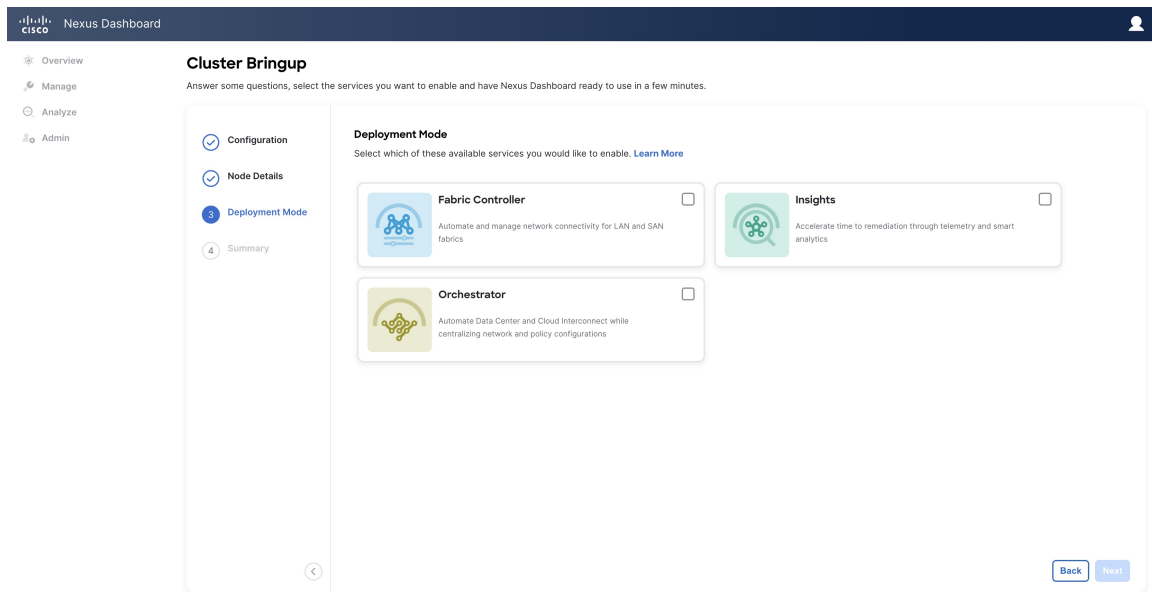 CISCO Nexus Dashboard
Overview
Manage
Analyze
Admin
Cluster Bringup
Answer some questions, select the services you want to enable and have Nexus Dashboard ready to use in a few minutes.
Configuration
Node Details
3 Deployment Mode
4 Summary
Deployment Mode
Select which of these available services you would like to enable. Learn More
Fabric Controller
Automate and manage network connectivity for LAN and SAN
fabrics
Insights
Accelerate time to remediation through telemetry and smart
analytics
Orchestrator
Automate Data Center and Cloud Interconnect while
centralizing network and policy configurations
Back Next